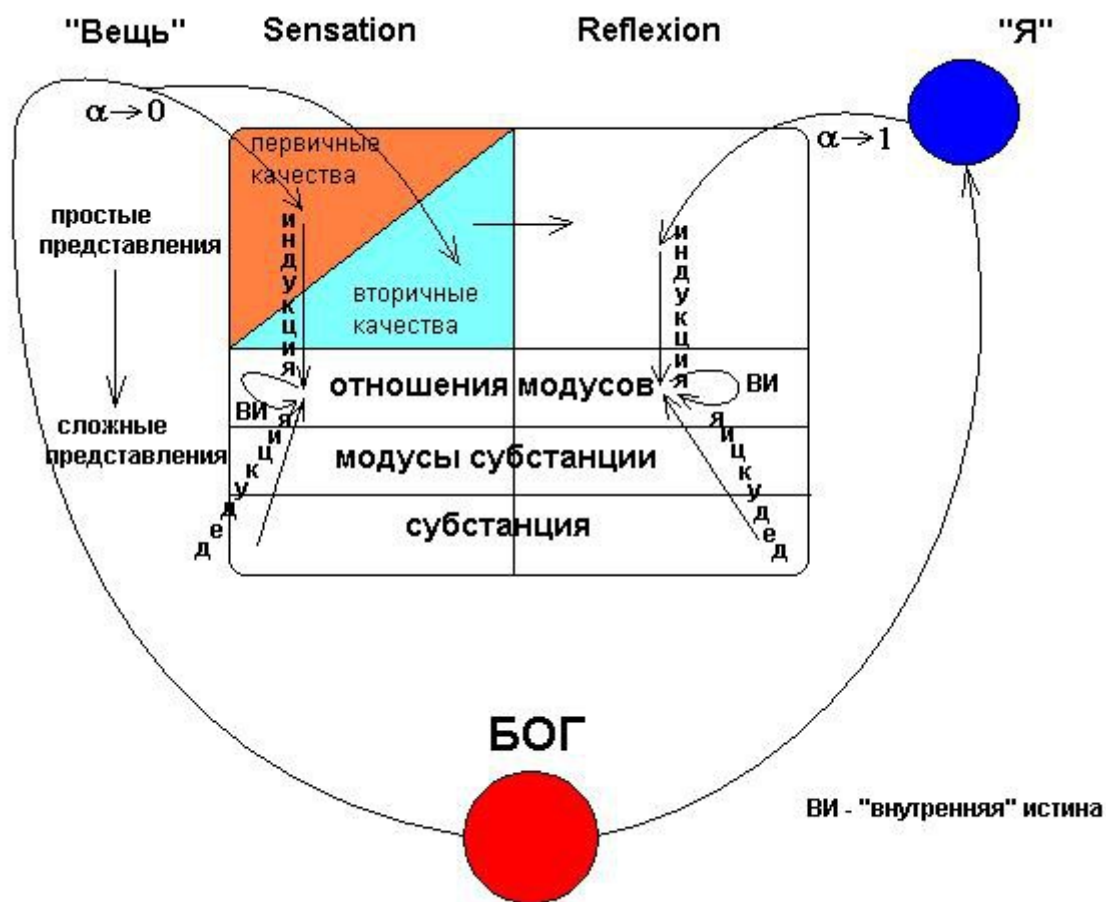 "Вещь" Sensation Reflexion "Я"
α→0
α→1
первичные
качества
простые
представления
индукция
индукция
вторичные
качества
отношения модусов
ВИ
ВИ
сложные
представления
дедукция
дедукция
модусы субстанции
субстанция
БОГ
ВИ - "внутренняя" истина